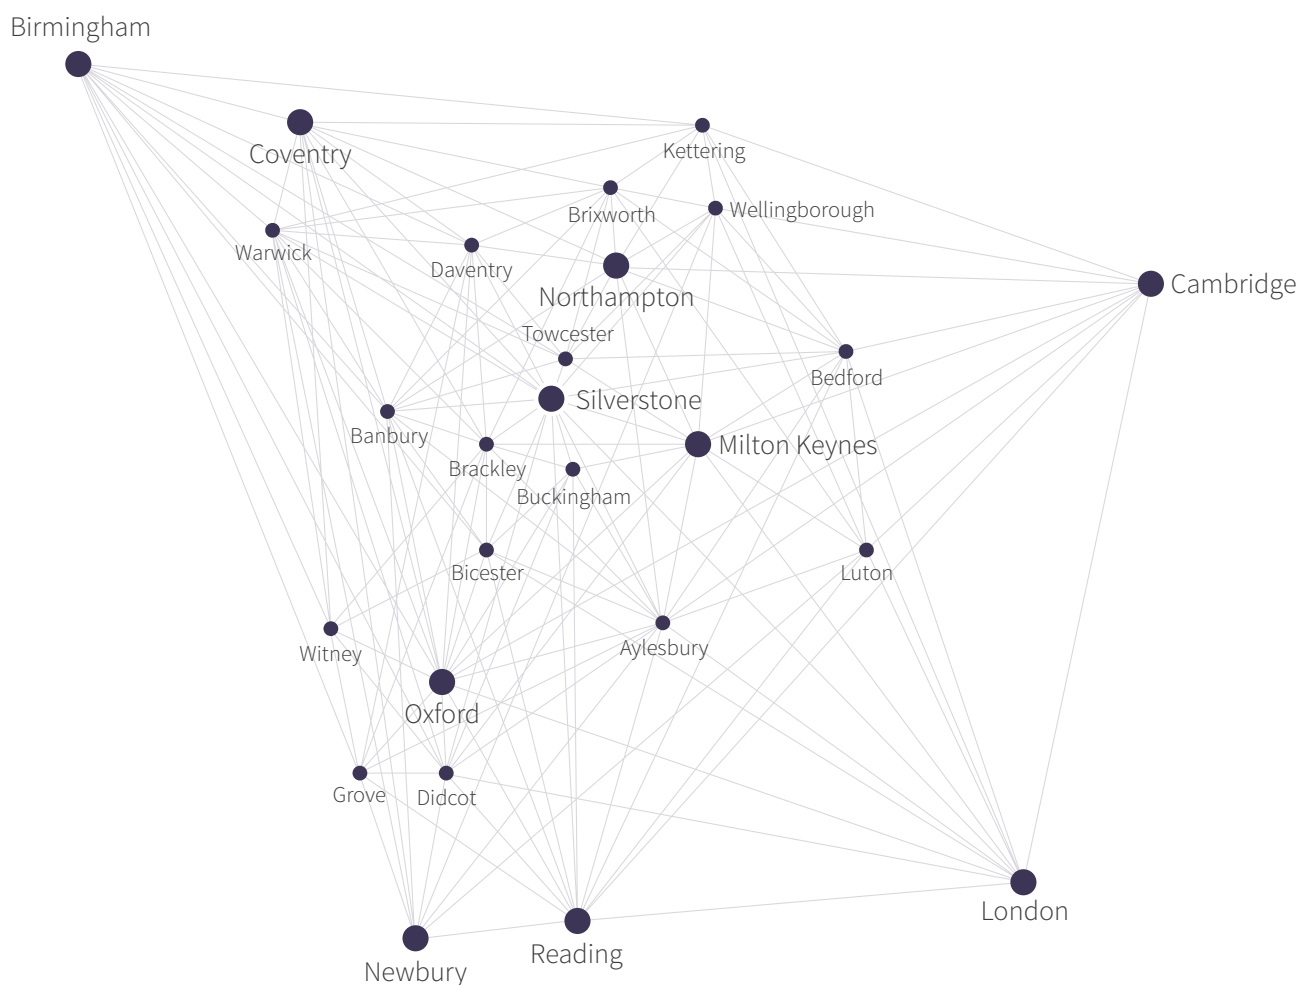 Birmingham
Coventry
Kettering
Brixworth
Wellingborough
Warwick
Daventry
Cambridge
Northampton
Towcester
Bedford
Silverstone
Banbury
Milton Keynes
Brackley
Buckingham
Bicester
Luton
Witney
Aylesbury
Oxford
Grove
Didcot
London
Reading
Newbury